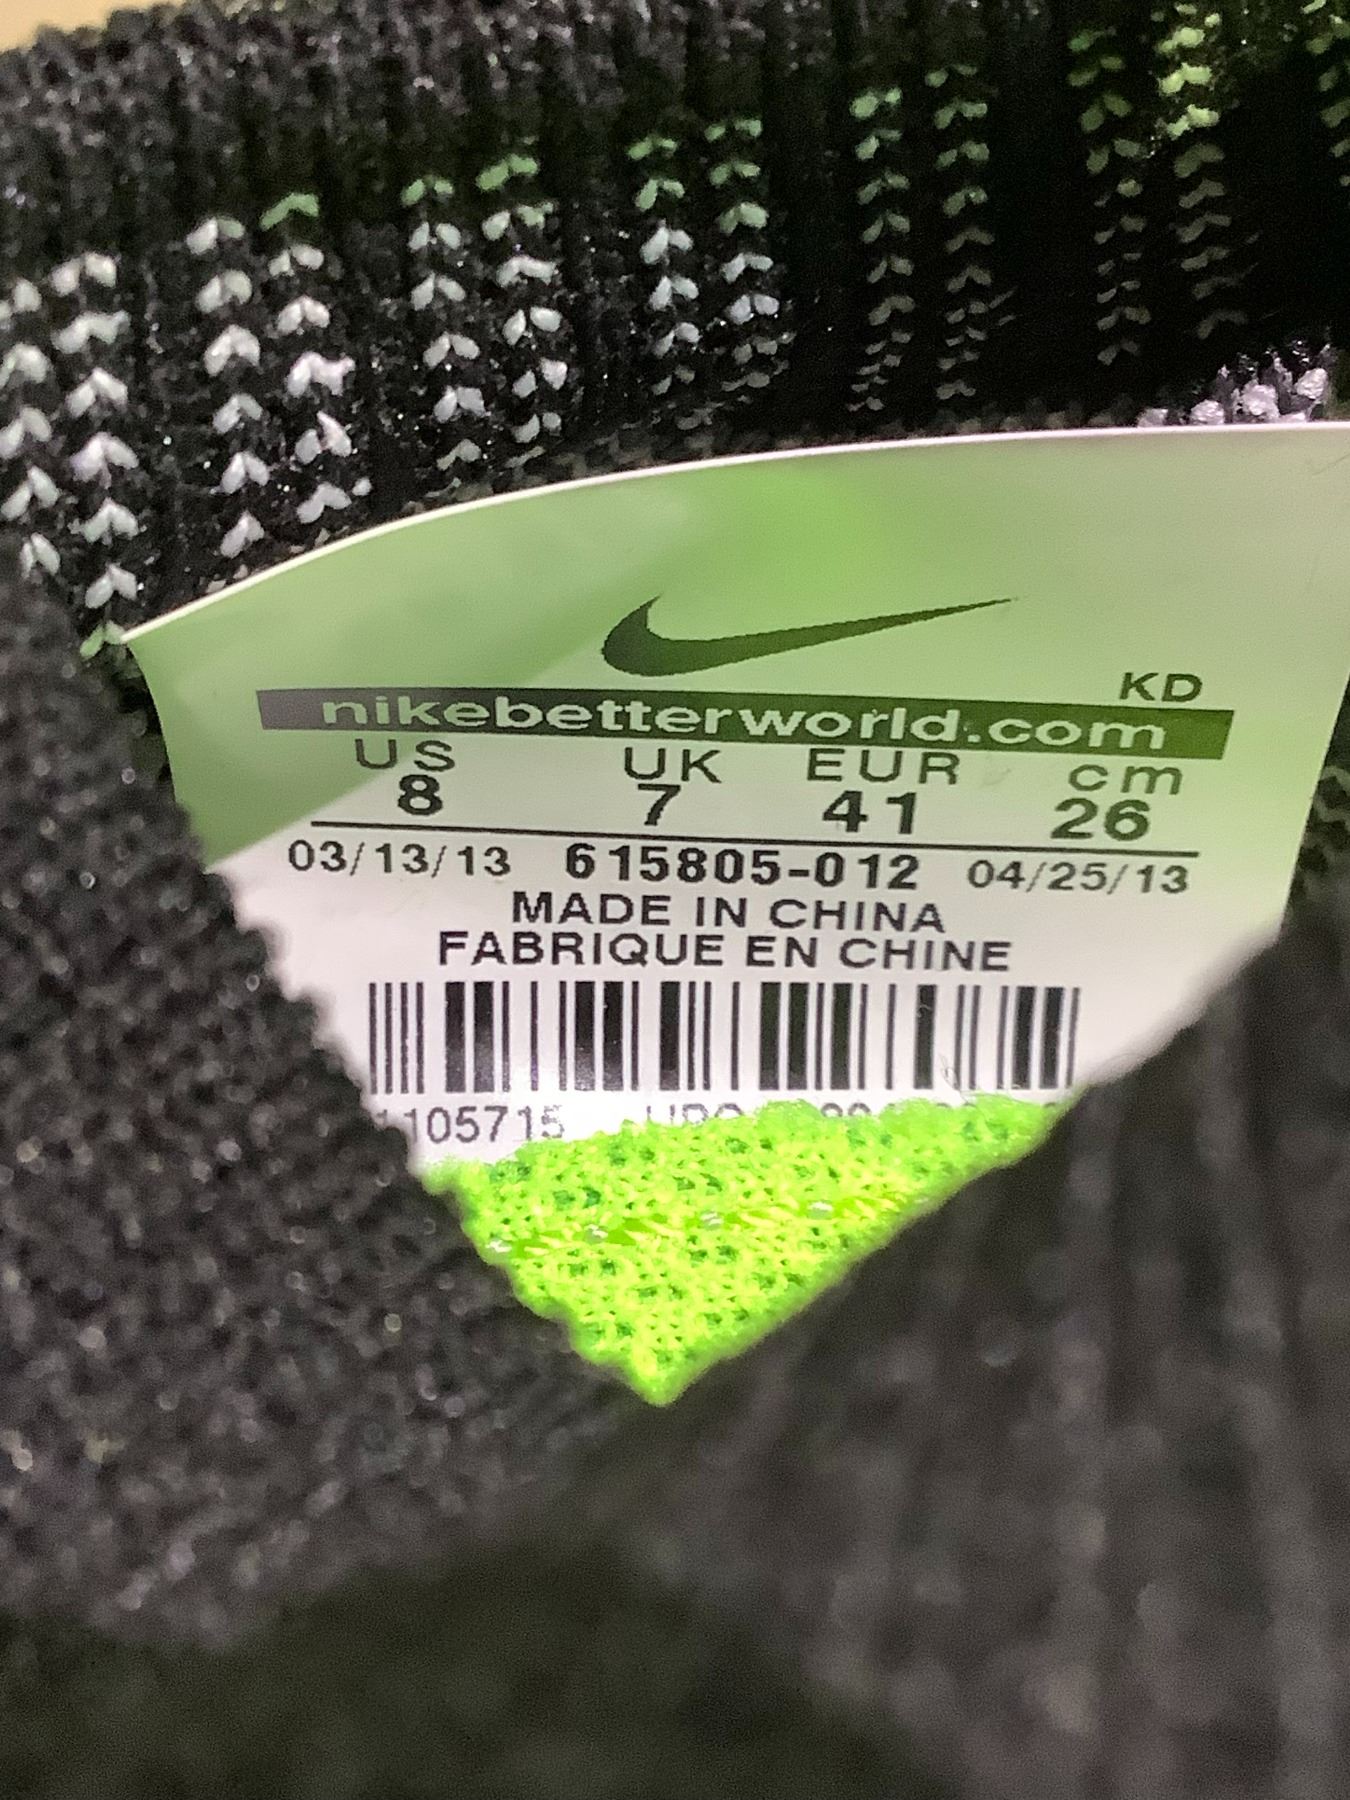 KD
nikebetterworld.com
US UK EUR cm
8 7 41 26
03/13/13 615805-012 04/25/13
MADE IN CHINA
FABRIQUE EN CHINE
105715